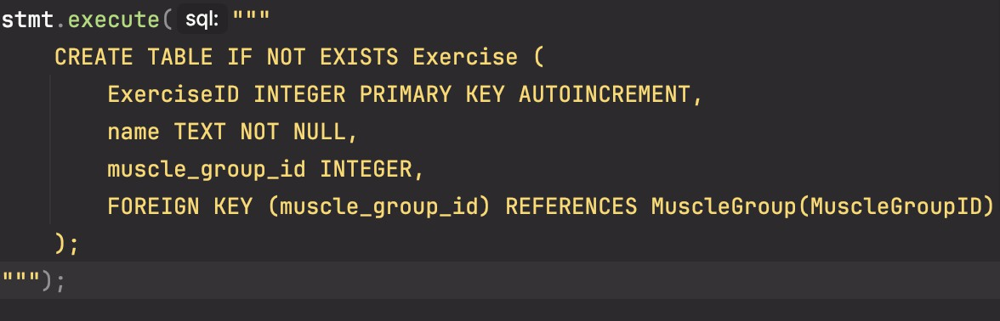 stmt.execute( sql: """
    CREATE TABLE IF NOT EXISTS Exercise (
        ExerciseID INTEGER PRIMARY KEY AUTOINCREMENT,
        name TEXT NOT NULL,
        muscle_group_id INTEGER,
        FOREIGN KEY (muscle_group_id) REFERENCES MuscleGroup(MuscleGroupID)
    );
""");